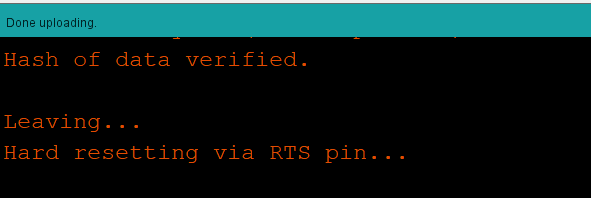 Done uploading.
Hash of data verified.
Leaving...
Hard resetting via RTS pin...